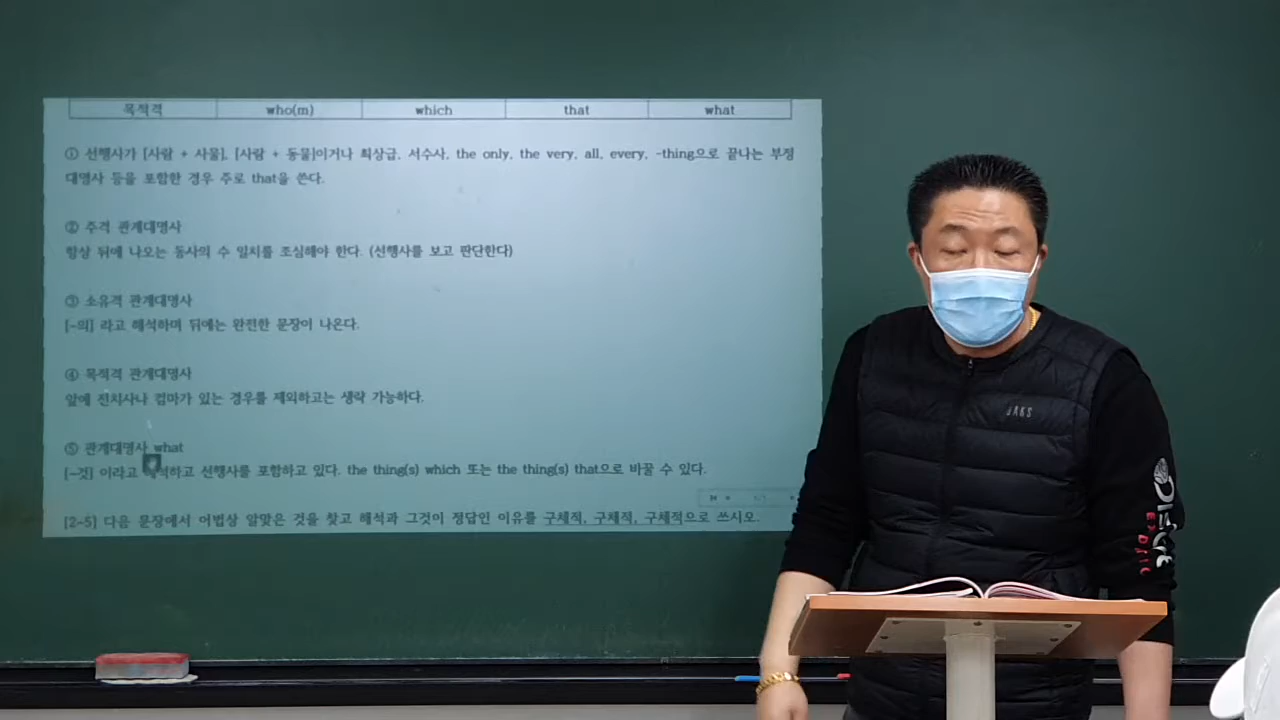 목적격 who(m) which that what
① 선행사가 [사람 + 사물], [사람 + 동물]이거나 최상급, 서수사, the only, the very, all, every, -thing으로 끝나는 부정
대명사 등을 포함한 경우 주로 that을 쓴다.
② 주격 관계대명사
항상 뒤에 나오는 동사의 수 일치를 조심해야 한다. (선행사를 보고 판단한다)
③ 소유격 관계대명사
[~의] 라고 해석하며 뒤에는 완전한 문장이 나온다.
④ 목적격 관계대명사
앞에 전치사나 컴마가 있는 경우를 제외하고는 생략 가능하다.
⑤ 관계대명사 what
[~것] 이라고 해석하고 선행사를 포함하고 있다. the thing(s) which 또는 the thing(s) that으로 바꿀 수 있다.
[2-5] 다음 문장에서 어법상 알맞은 것을 찾고 해석과 그것이 정답인 이유를 구체적, 구체적, 구체적으로 쓰시오.